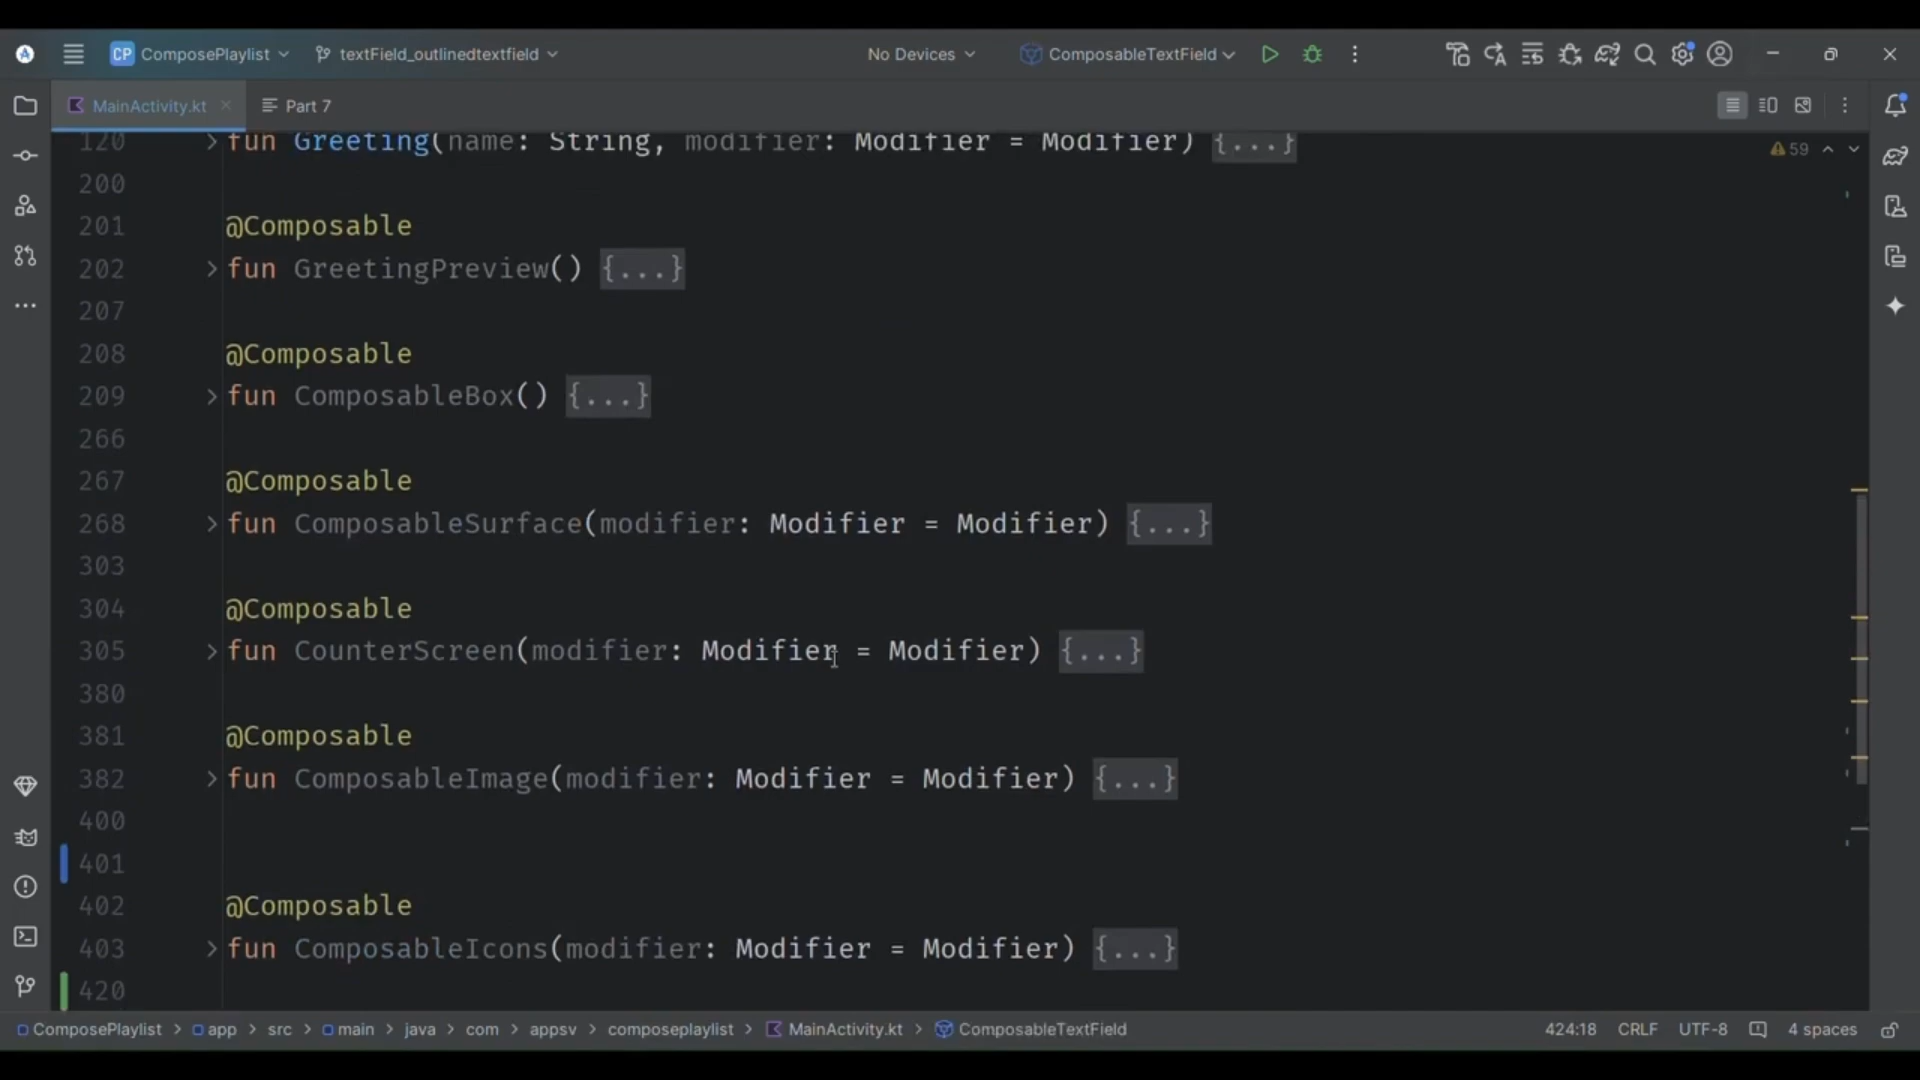 CP ComposePlaylist textField_outlinedtextfield No Devices ComposableTextField
MainActivity.kt Part 7
120 fun Greeting(name: String, modifier: Modifier = Modifier) {...} 59
200
201 @Composable
202 fun GreetingPreview() {...}
207
208 @Composable
209 fun ComposableBox() {...}
266
267 @Composable
268 fun ComposableSurface(modifier: Modifier = Modifier) {...}
303
304 @Composable
305 fun CounterScreen(modifier: Modifier = Modifier) {...}
380
381 @Composable
382 fun ComposableImage(modifier: Modifier = Modifier) {...}
400
401
402 @Composable
403 fun ComposableIcons(modifier: Modifier = Modifier) {...}
420
ComposePlaylist > app > src > main > java > com > appsv > composeplaylist > MainActivity.kt > ComposableTextField 424:18 CRLF UTF-8 4 spaces